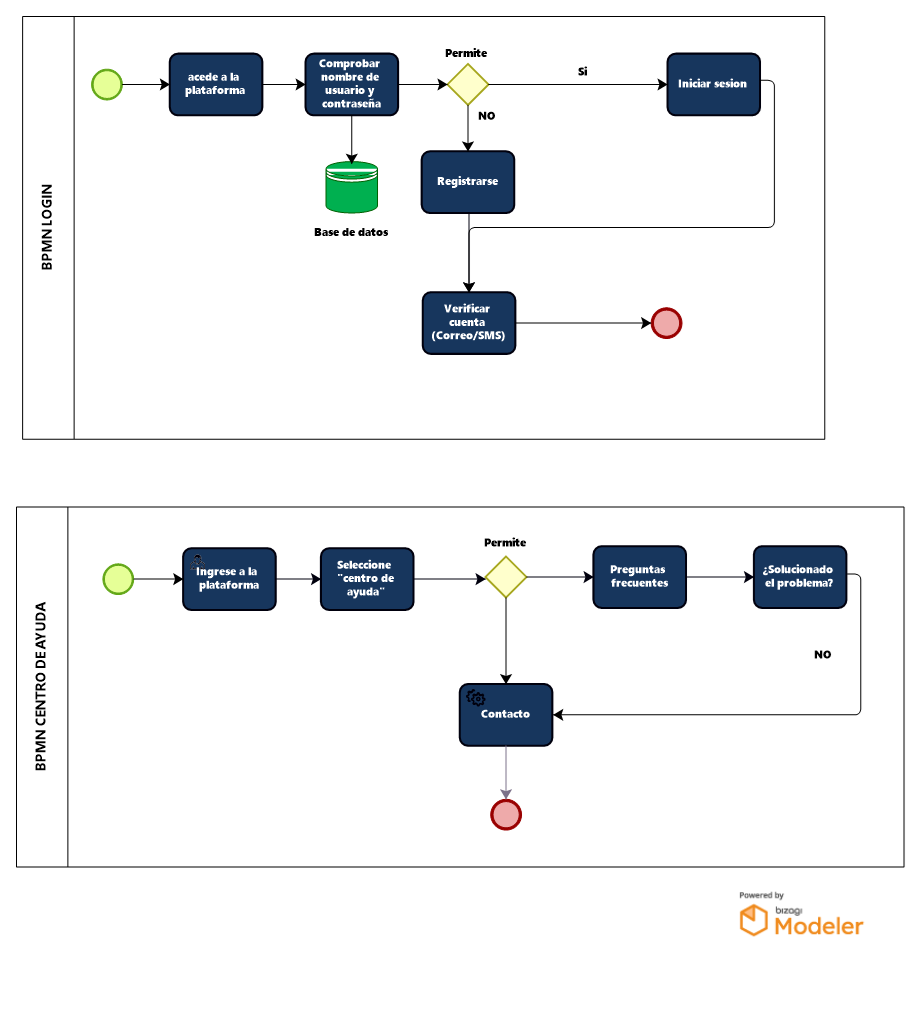 BPMN LOGIN
acede a la
plataforma
Comprobar
nombre de
usuario y
contraseña
Permite
Si
Iniciar sesion
NO
Registrarse
Base de datos
Verificar
cuenta
(Correo/SMS)
BPMN CENTRO DE AYUDA
Ingrese a la
plataforma
Seleccione
¨centro de
ayuda¨
Permite
Preguntas
frecuentes
¿Solucionado
el problema?
NO
Contacto
Powered by
bizagi
Modeler